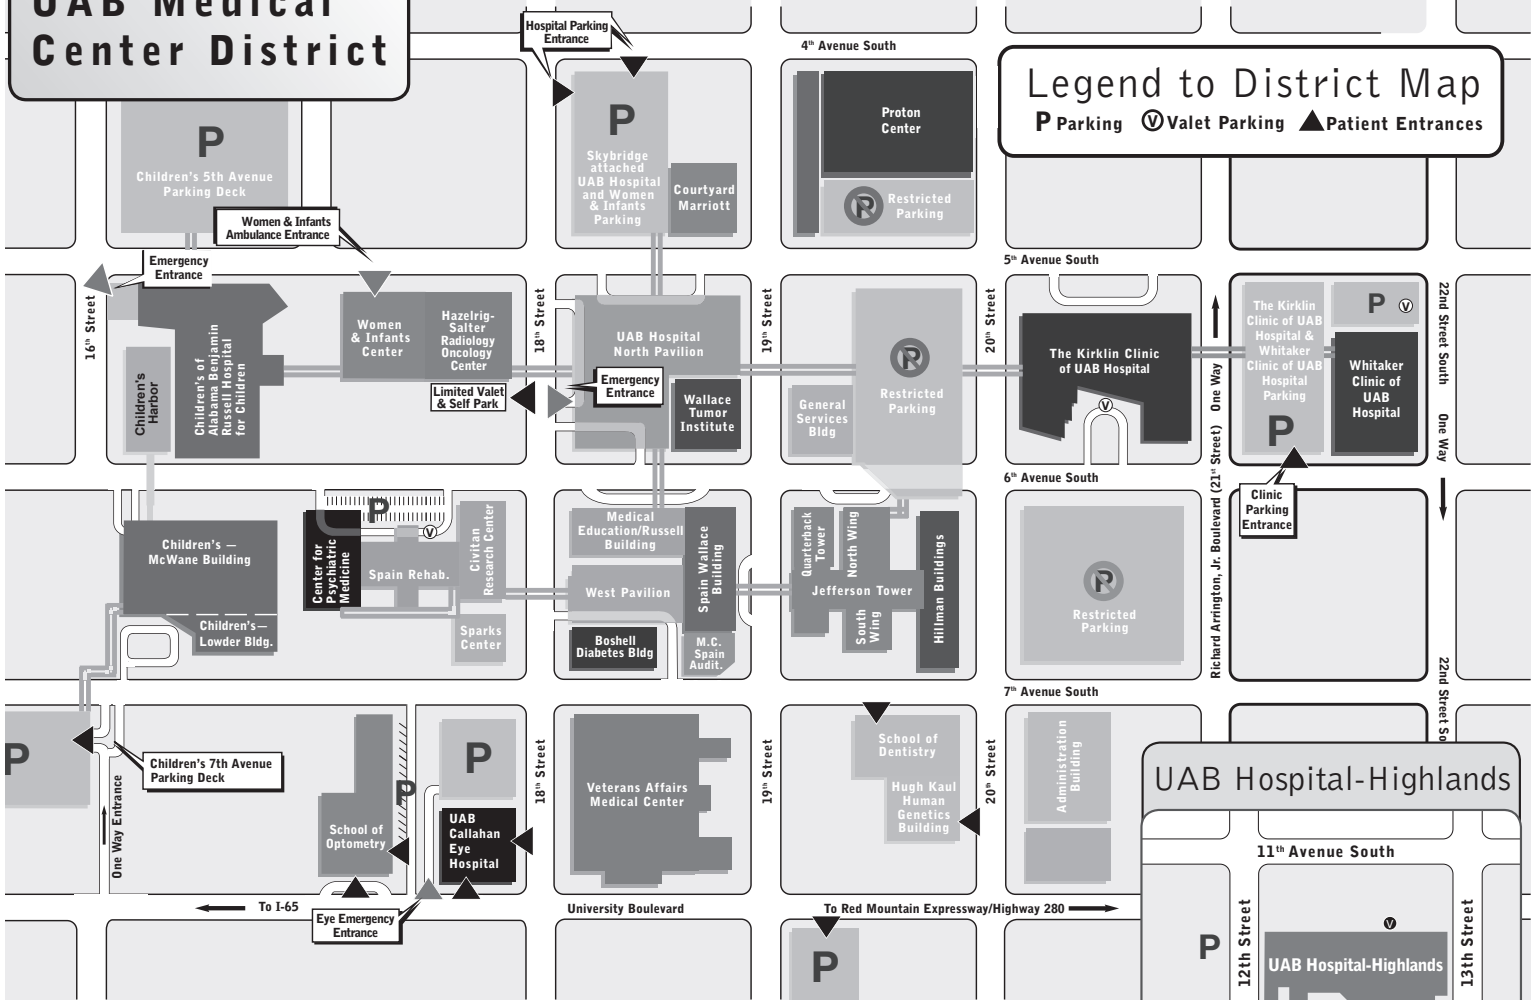 UAB Medical
Center District
Hospital Parking
Entrance
4th Avenue South
Legend to District Map
P Parking
V Valet Parking
Patient Entrances
P
Children's 5th Avenue
Parking Deck
P
Skybridge
attached
UAB Hospital
and Women
& Infants
Parking
Courtyard
Marriott
Proton
Center
P
Restricted
Parking
Women & Infants
Ambulance Entrance
Emergency
Entrance
5th Avenue South
16th Street
18th Street
19th Street
20th Street
One Way
22nd Street South
One Way
Children's
Harbor
Children's of
Alabama Benjamin
Russell Hospital
for Children
Women
& Infants
Center
Hazelrig-
Salter
Radiology
Oncology
Center
Limited Valet
& Self Park
UAB Hospital
North Pavilion
Emergency
Entrance
Wallace
Tumor
Institute
General
Services
Bldg
P
Restricted
Parking
The Kirklin Clinic
of UAB Hospital
V
The Kirklin
Clinic of UAB
Hospital &
Whitaker
Clinic of UAB
Hospital
Parking
P
P
V
Whitaker
Clinic of
UAB
Hospital
6th Avenue South
Richard Arrington, Jr. Boulevard (21st Street)
Clinic
Parking
Entrance
Children's —
McWane Building
Children's—
Lowder Bldg.
P
V
Center for
Psychiatric
Medicine
Spain Rehab.
Civitan
Research Center
Sparks
Center
Medical
Education/Russell
Building
West Pavilion
Spain Wallace
Building
Boshell
Diabetes Bldg
M.C.
Spain
Audit.
Quarterback
Tower
North Wing
Jefferson Tower
South
Wing
Hillman Buildings
P
Restricted
Parking
22nd Street So
7th Avenue South
P
Children's 7th Avenue
Parking Deck
One Way Entrance
School of
Optometry
P
P
UAB
Callahan
Eye
Hospital
18th Street
Veterans Affairs
Medical Center
19th Street
School of
Dentistry
Hugh Kaul
Human
Genetics
Building
20th Street
Administration
Building
UAB Hospital-Highlands
11th Avenue South
To I-65
Eye Emergency
Entrance
University Boulevard
To Red Mountain Expressway/Highway 280
P
P
12th Street
V
UAB Hospital-Highlands
13th Street